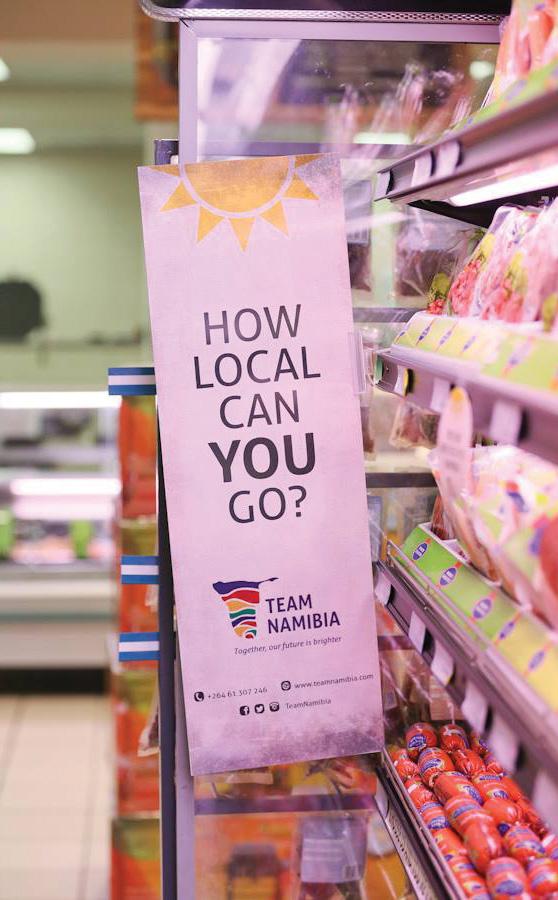 HOW
LOCAL
CAN
YOU
GO?
TEAM
NAMIBIA
Together, our future is brighter
+264 61 307 246 www.teamnamibia.com
TeamNamibia